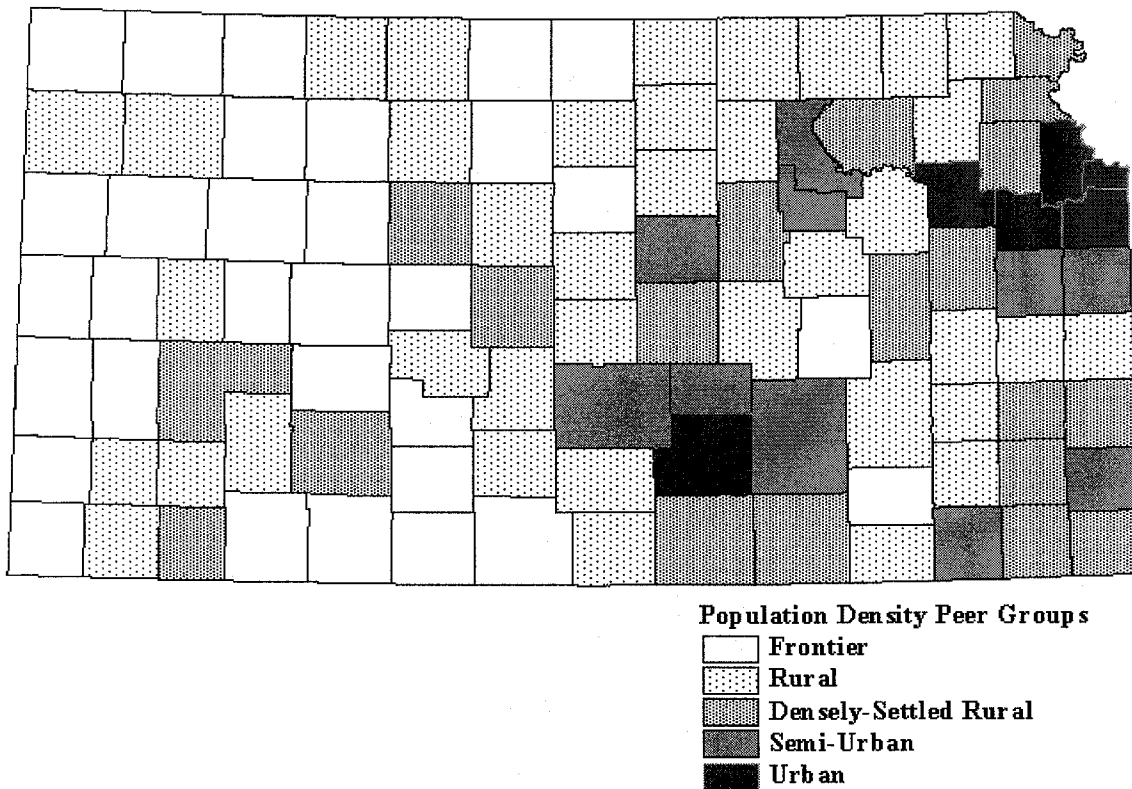 Population Density Peer Groups
Frontier
Rural
Densely-Settled Rural
Semi-Urban
Urban